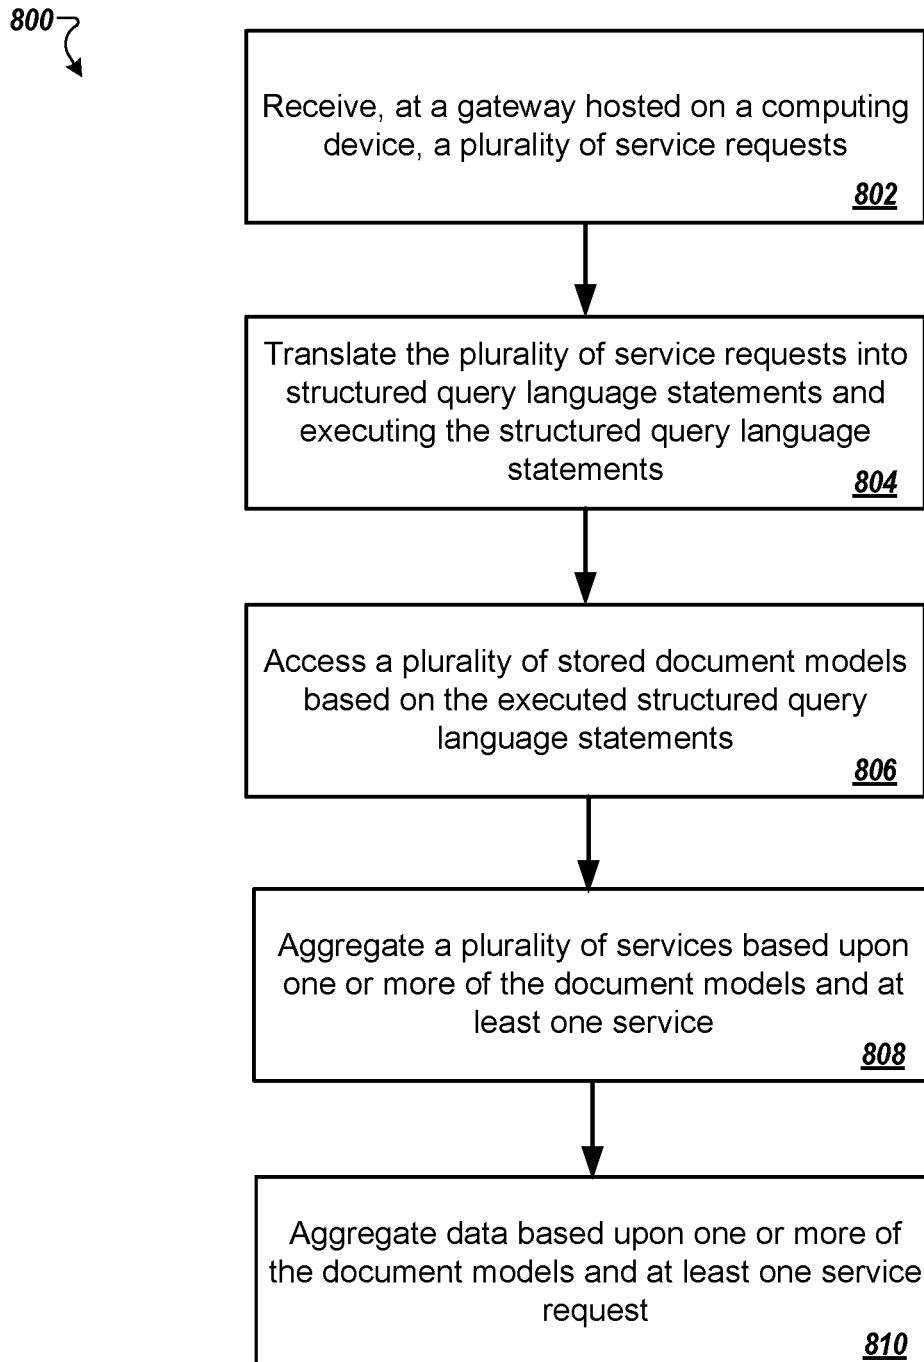 800
Receive, at a gateway hosted on a computing
device, a plurality of service requests
802
Translate the plurality of service requests into
structured query language statements and
executing the structured query language
statements
804
Access a plurality of stored document models
based on the executed structured query
language statements
806
Aggregate a plurality of services based upon
one or more of the document models and at
least one service
808
Aggregate data based upon one or more of
the document models and at least one service
request
810